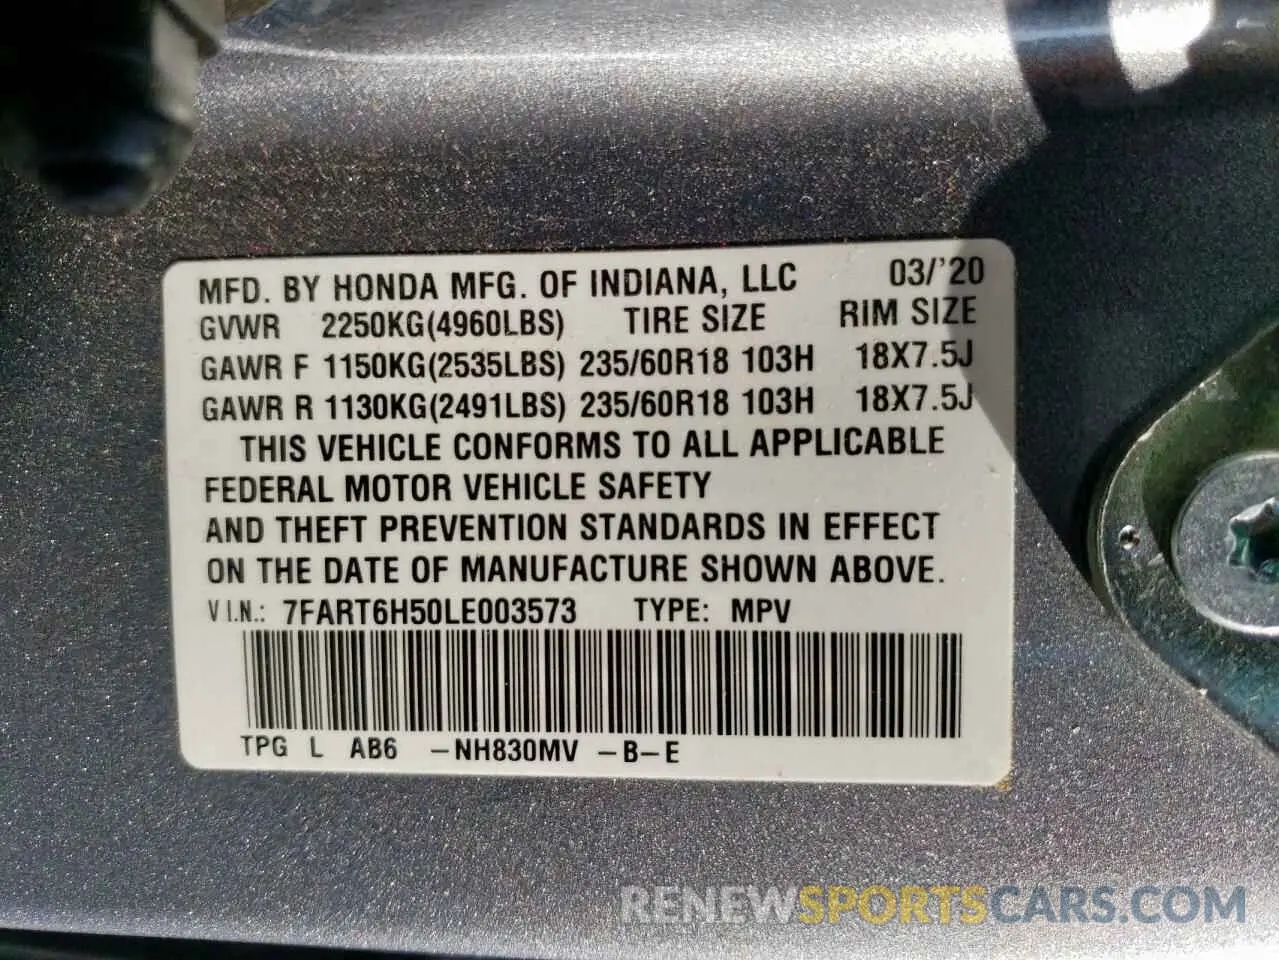 MFD. BY HONDA MFG. OF INDIANA, LLC 03/'20
GVWR 2250KG(4960LBS) TIRE SIZE RIM SIZE
GAWR F 1150KG(2535LBS) 235/60R18 103H 18X7.5J
GAWR R 1130KG(2491LBS) 235/60R18 103H 18X7.5J
THIS VEHICLE CONFORMS TO ALL APPLICABLE
FEDERAL MOTOR VEHICLE SAFETY
AND THEFT PREVENTION STANDARDS IN EFFECT
ON THE DATE OF MANUFACTURE SHOWN ABOVE.
V.I.N.: 7FART6H50LE003573 TYPE: MPV
TPG L AB6 -NH830MV -B-E
RENEWSPORTSCARS.COM